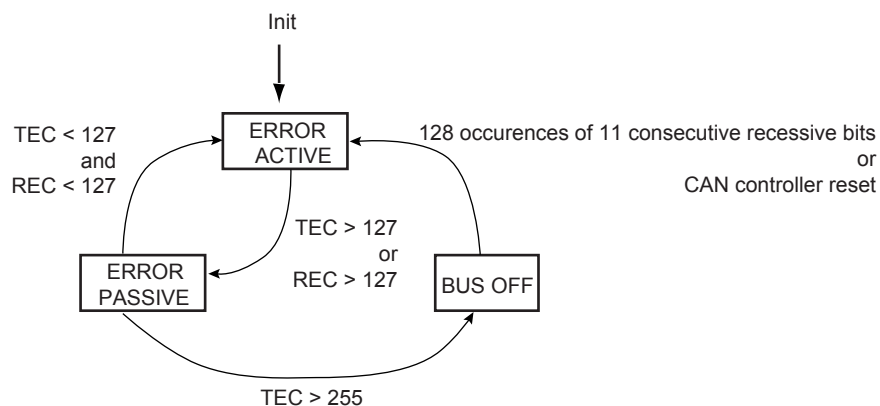 Init
ERROR
ACTIVE
TEC < 127
and
REC < 127
128 occurences of 11 consecutive recessive bits
or
CAN controller reset
TEC > 127
or
REC > 127
ERROR
PASSIVE
BUS OFF
TEC > 255